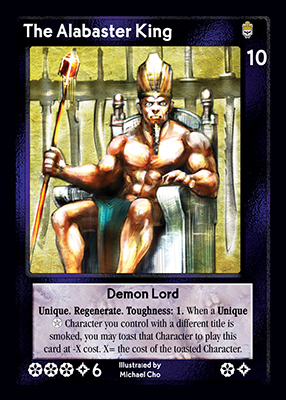 The Alabaster King
10
Demon Lord
Unique. Regenerate. Toughness: 1. When a Unique
Character you control with a different title is
smoked, you may toast that Character to play this
card at -X cost. X= the cost of the toasted Character.
6
Illustrated by
Michael Cho